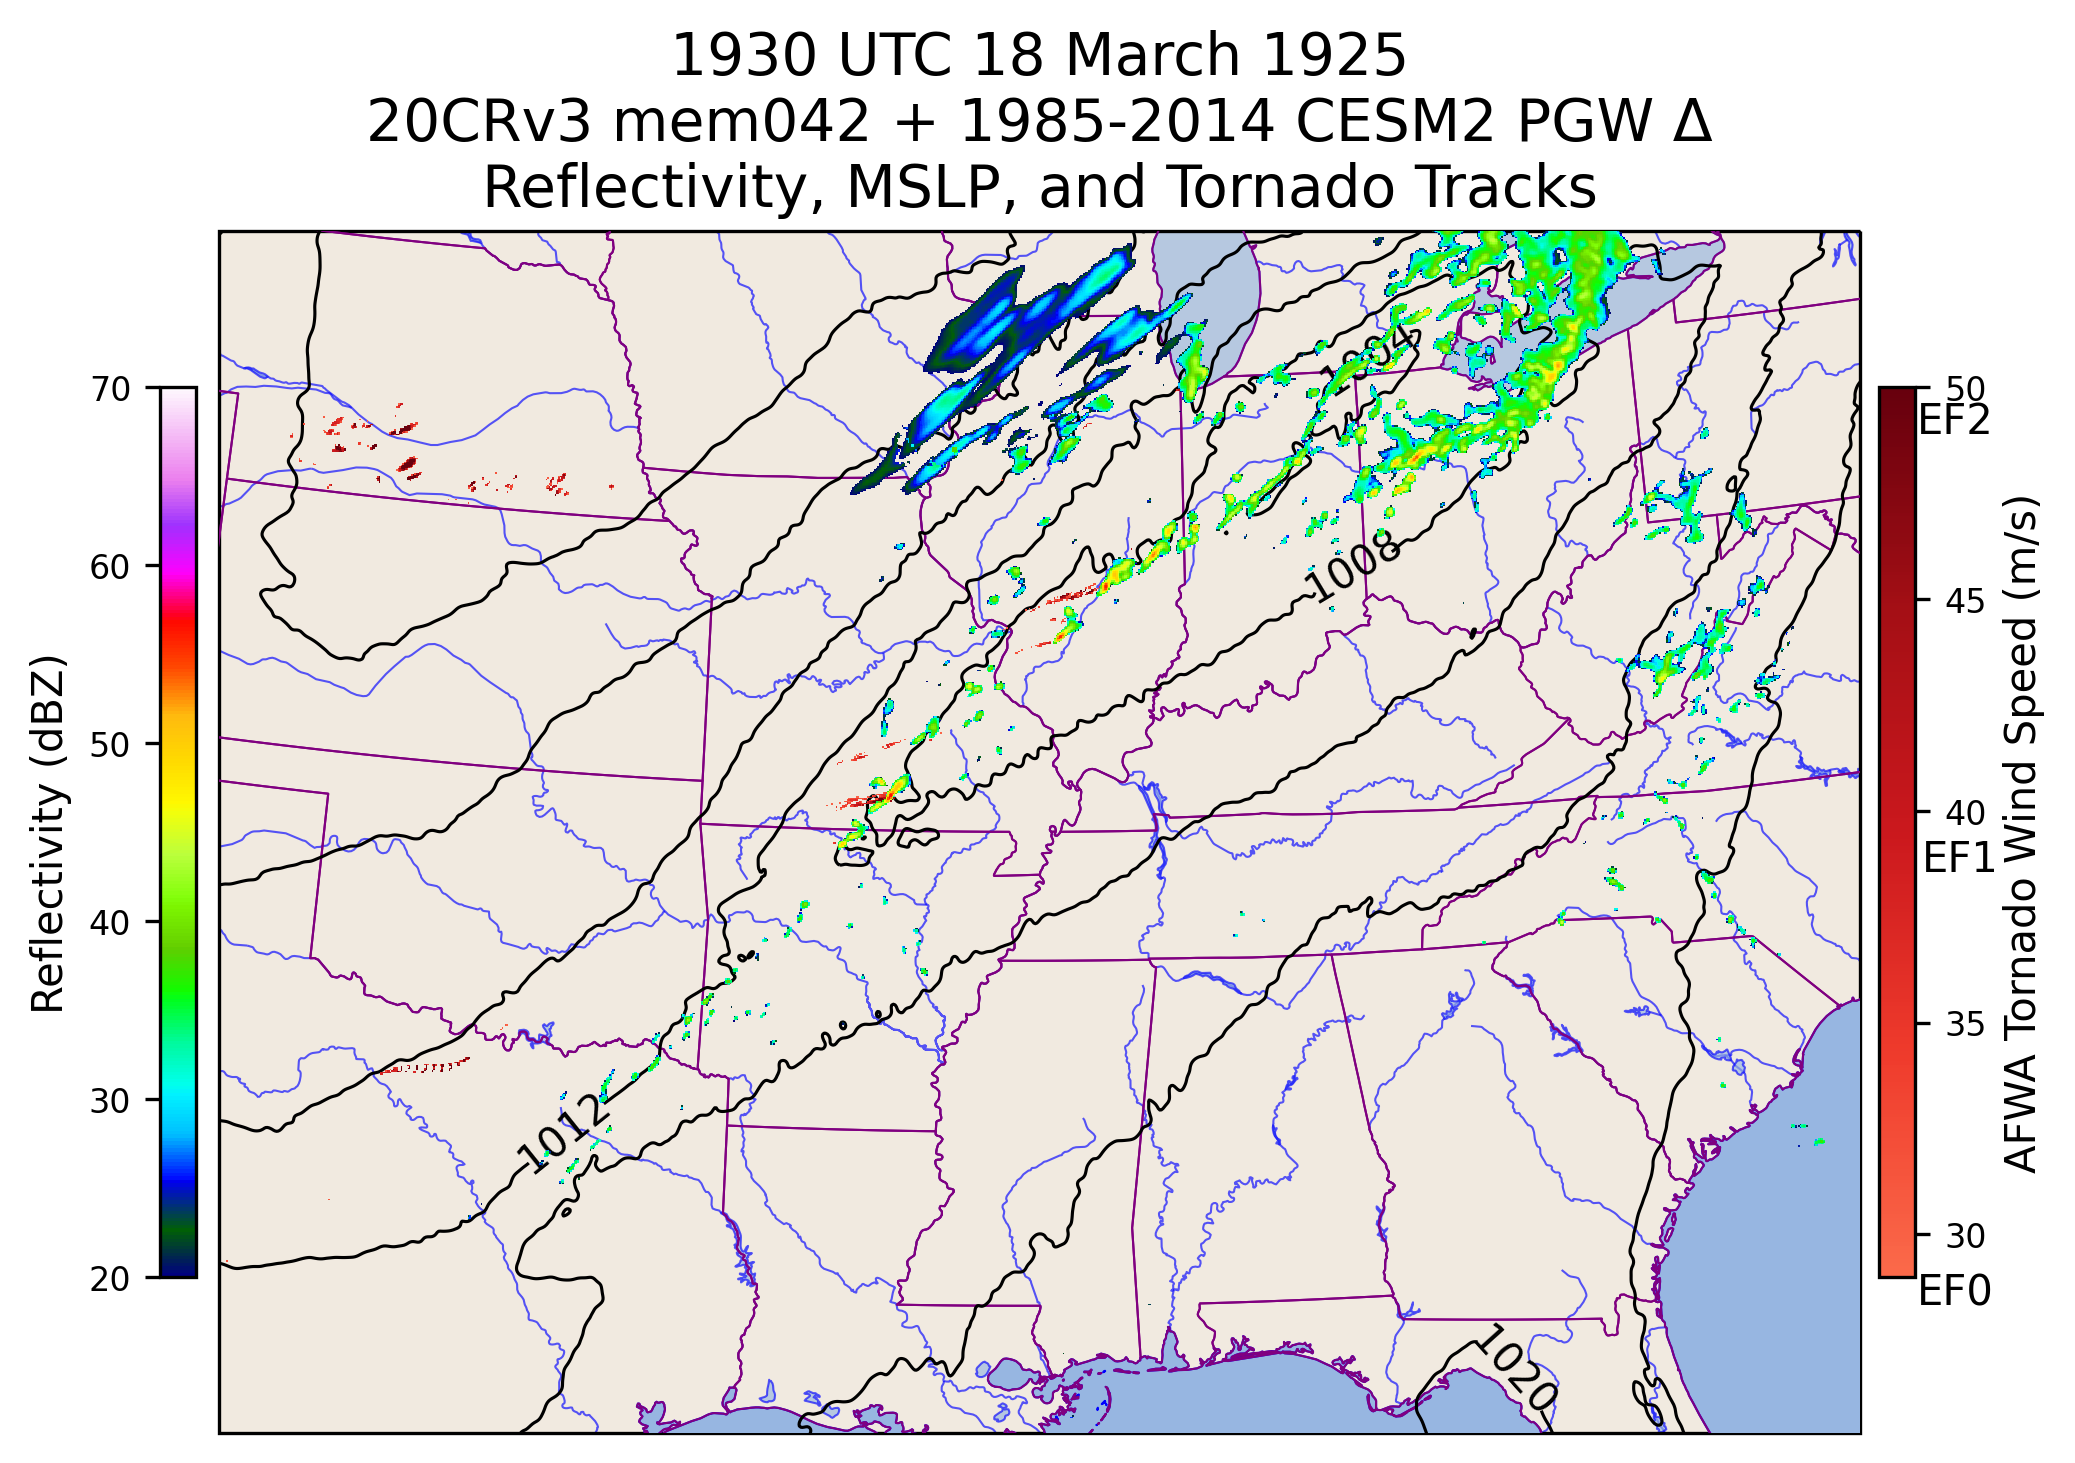 1930 UTC 18 March 1925
20CRv3 mem042 + 1985-2014 CESM2 PGW Δ
Reflectivity, MSLP, and Tornado Tracks
Reflectivity (dBZ)
70
60
50
40
30
20
1004
1008
1012
1020
50
EF2
45
40
EF1
35
30
EF0
AFWA Tornado Wind Speed (m/s)